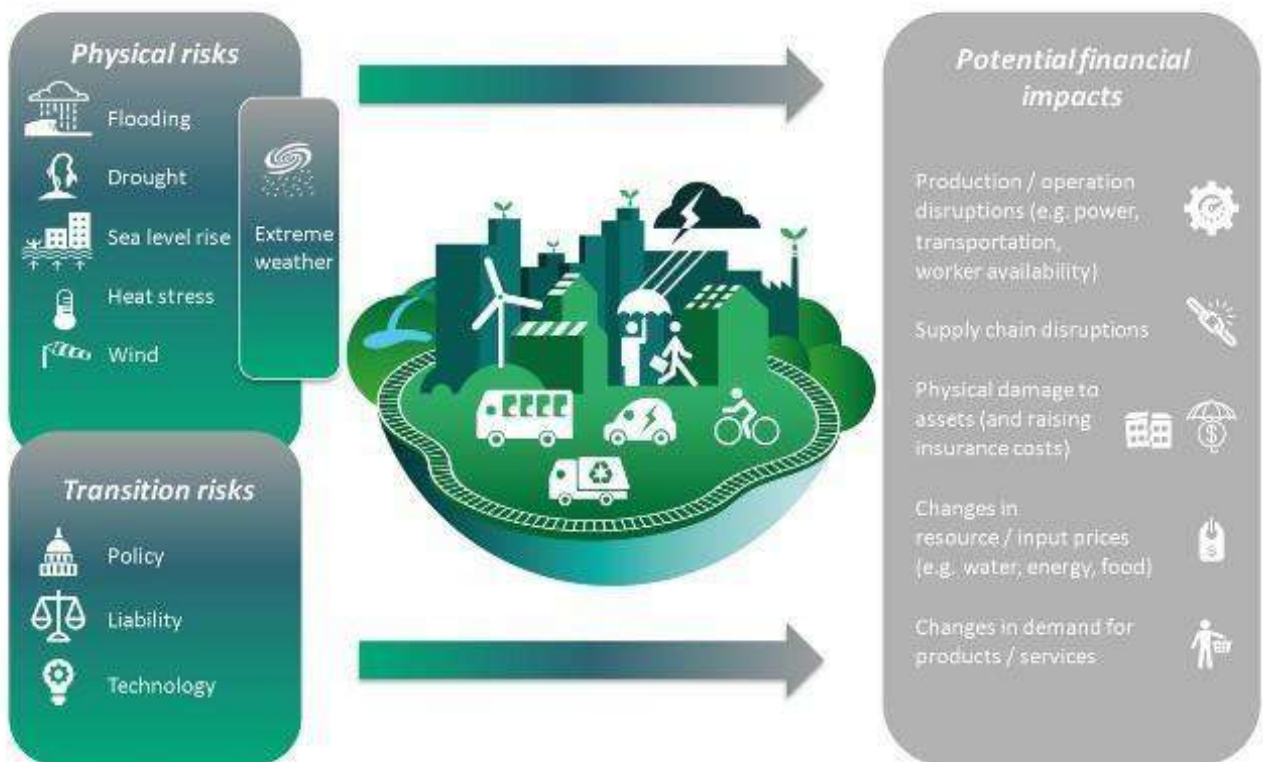 Physical risks
Flooding
Drought
Sea level rise
Heat stress
Wind
Extreme
weather
Transition risks
Policy
Liability
Technology
Potential financial
impacts
Production / operation
disruptions (e.g. power,
transportation,
worker availability)
Supply chain disruptions
Physical damage to
assets (and raising
insurance costs)
$
Changes in
resource / input prices
(e.g. water, energy, food)
$
Changes in demand for
products / services